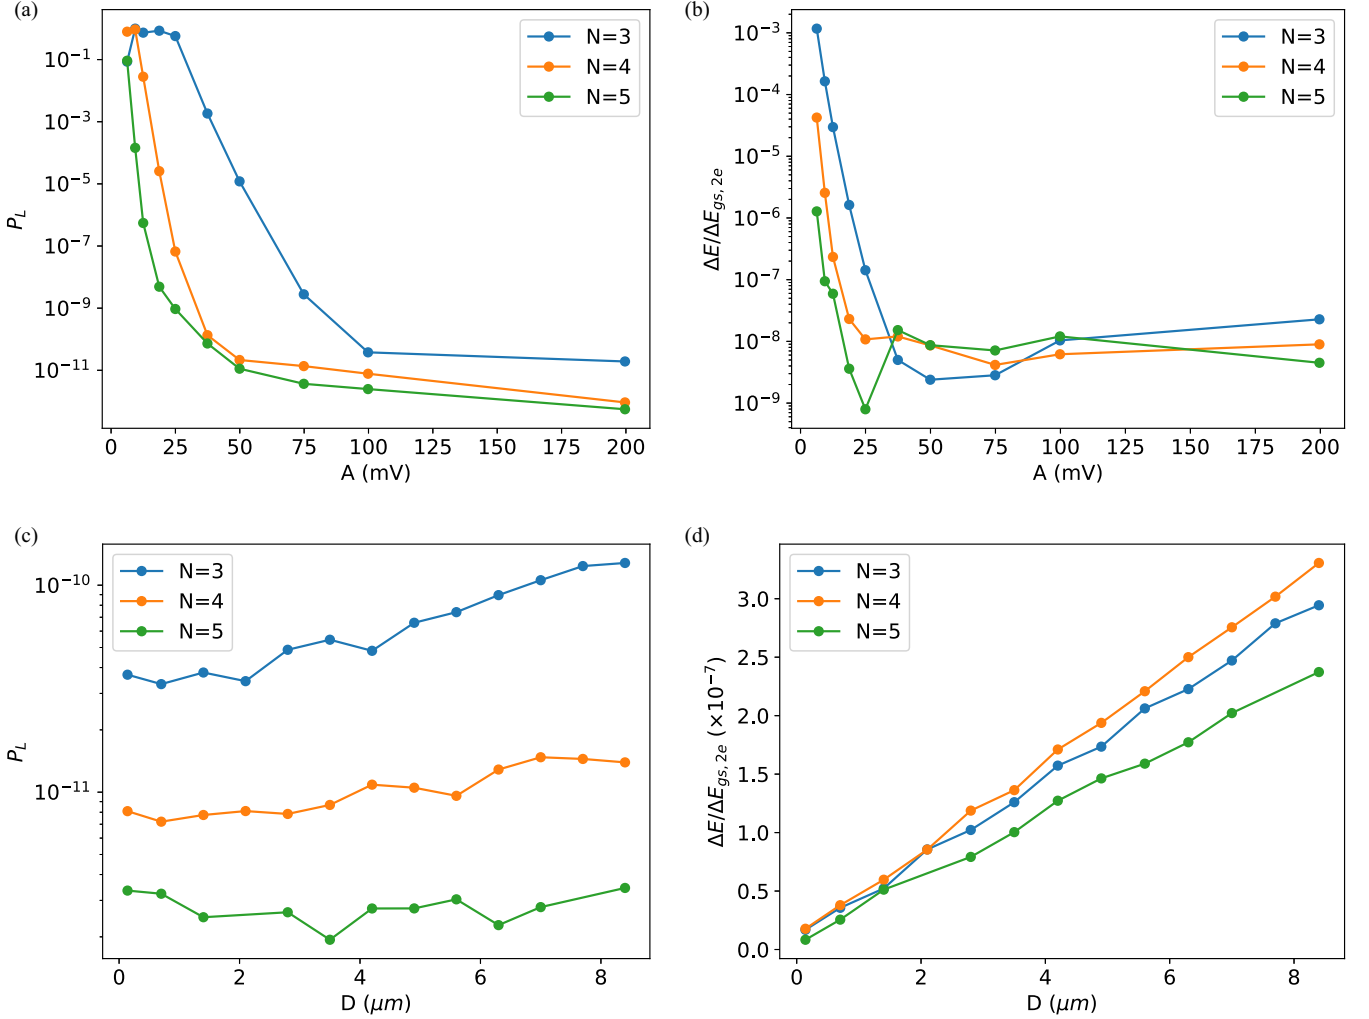 (a)
10⁻¹
10⁻³
10⁻⁵
10⁻⁷
10⁻⁹
10⁻¹¹
P_L
N=3
N=4
N=5
0 25 50 75 100 125 150 175 200
A (mV)
(b)
10⁻³
10⁻⁴
10⁻⁵
10⁻⁶
10⁻⁷
10⁻⁸
10⁻⁹
ΔE/ΔE_{gs, 2e}
N=3
N=4
N=5
0 25 50 75 100 125 150 175 200
A (mV)
(c)
10⁻¹⁰
10⁻¹¹
P_L
N=3
N=4
N=5
0 2 4 6 8
D (μm)
(d)
3.0
2.5
2.0
1.5
1.0
0.5
0.0
ΔE/ΔE_{gs, 2e} (×10⁻⁷)
N=3
N=4
N=5
0 2 4 6 8
D (μm)